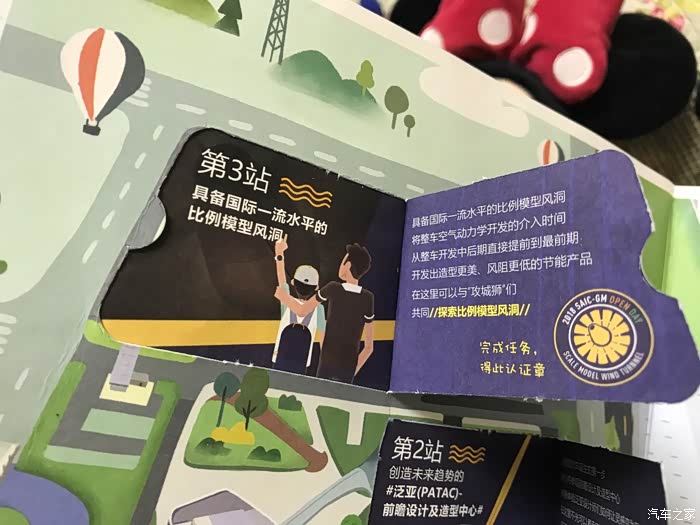 第3站
具备国际一流水平的
比例模型风洞!
具备国际一流水平的比例模型风洞
将整车空气动力学开发的介入时间
从整车开发中后期直接提前到最前期
开发出造型更美、风阻更低的节能产品
在这里可以与“攻城狮”们
共同//探索比例模型风洞//
完成任务,
得此认证章
2018 SAIC-GM OPEN DAY
SCALE MODEL WIND TURNNEL
第2站
创造未来趋势的
#泛亚(PATAC)-
前瞻设计及造型中心#
汽车之家